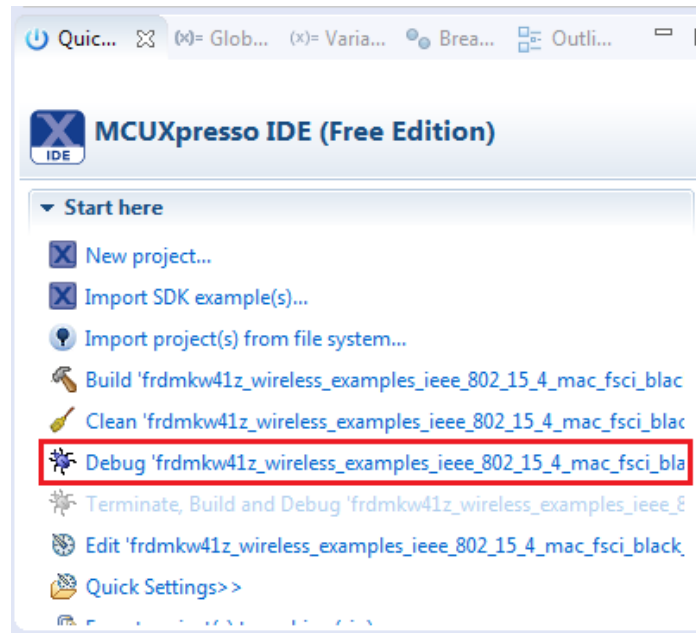 Quic... (x)= Glob... (x)= Varia... Brea... Outli...
IDE
MCUXpresso IDE (Free Edition)
Start here
New project...
Import SDK example(s)...
Import project(s) from file system...
Build 'frdmkw41z_wireless_examples_ieee_802_15_4_mac_fsci_blac
Clean 'frdmkw41z_wireless_examples_ieee_802_15_4_mac_fsci_blac
Debug 'frdmkw41z_wireless_examples_ieee_802_15_4_mac_fsci_bla
Terminate, Build and Debug 'frdmkw41z_wireless_examples_ieee_8
Edit 'frdmkw41z_wireless_examples_ieee_802_15_4_mac_fsci_black_
Quick Settings>>